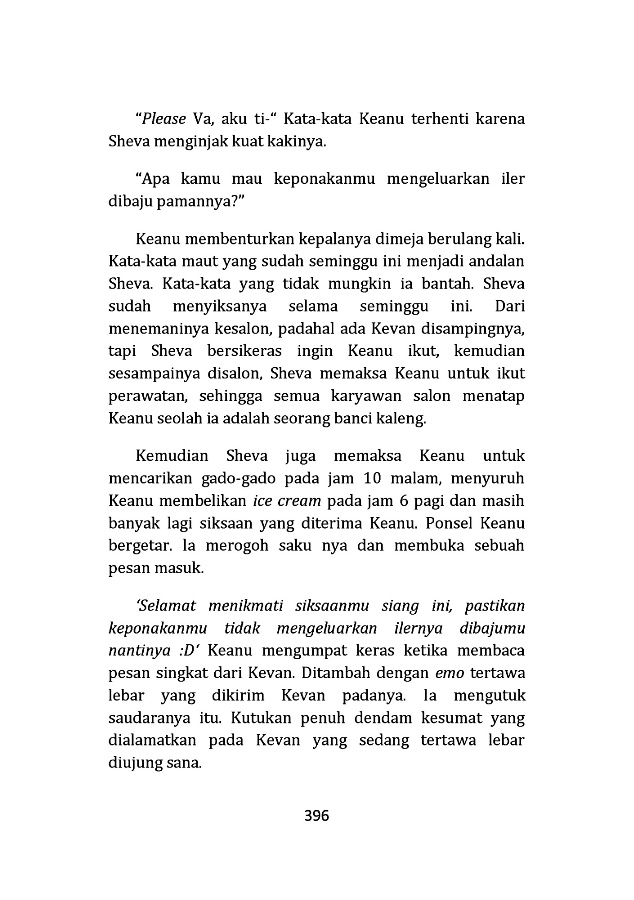 “Please Va, aku ti-“ Kata-kata Keanu terhenti karena
Sheva menginjak kuat kakinya.
“Apa kamu mau keponakanmu mengeluarkan iler
dibaju pamannya?”
Keanu membenturkan kepalanya dimeja berulang kali.
Kata-kata maut yang sudah seminggu ini menjadi andalan
Sheva. Kata-kata yang tidak mungkin ia bantah. Sheva
sudah menyiksanya selama seminggu ini. Dari
menemaninya kesalon, padahal ada Kevan disampingnya,
tapi Sheva bersikeras ingin Keanu ikut, kemudian
sesampainya disalon, Sheva memaksa Keanu untuk ikut
perawatan, sehingga semua karyawan salon menatap
Keanu seolah ia adalah seorang banci kaleng.
Kemudian Sheva juga memaksa Keanu untuk
mencarikan gado-gado pada jam 10 malam, menyuruh
Keanu membelikan ice cream pada jam 6 pagi dan masih
banyak lagi siksaan yang diterima Keanu. Ponsel Keanu
bergetar. Ia merogoh saku nya dan membuka sebuah
pesan masuk.
‘Selamat menikmati siksaanmu siang ini, pastikan
keponakanmu tidak mengeluarkan ilernya dibajumu
nantinya :D‘ Keanu mengumpat keras ketika membaca
pesan singkat dari Kevan. Ditambah dengan emo tertawa
lebar yang dikirim Kevan padanya. Ia mengutuk
saudaranya itu. Kutukan penuh dendam kesumat yang
dialamatkan pada Kevan yang sedang tertawa lebar
diujung sana.
396